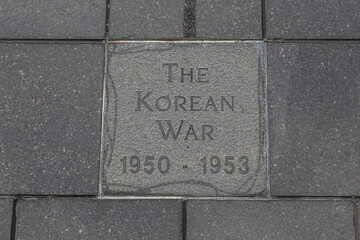 The
Korean
War
1950 - 1953